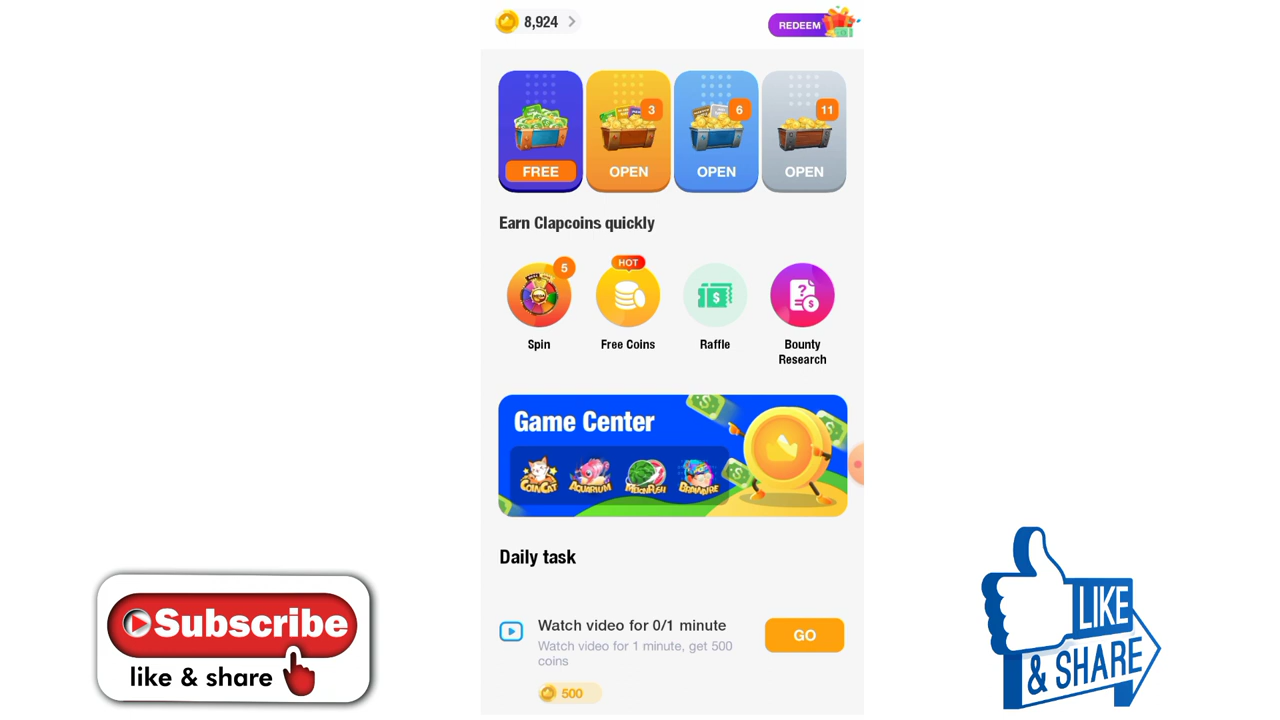 8,924
REDEEM
3
6
11
FREE
OPEN
OPEN
OPEN
Earn Clapcoins quickly
5
HOT
Spin
Free Coins
Raffle
Bounty
Research
Game Center
COINCAT
AQUARIUM
Daily task
Watch video for 0/1 minute
Watch video for 1 minute, get 500
coins
GO
500
Subscribe
like & share
LIKE
& SHARE